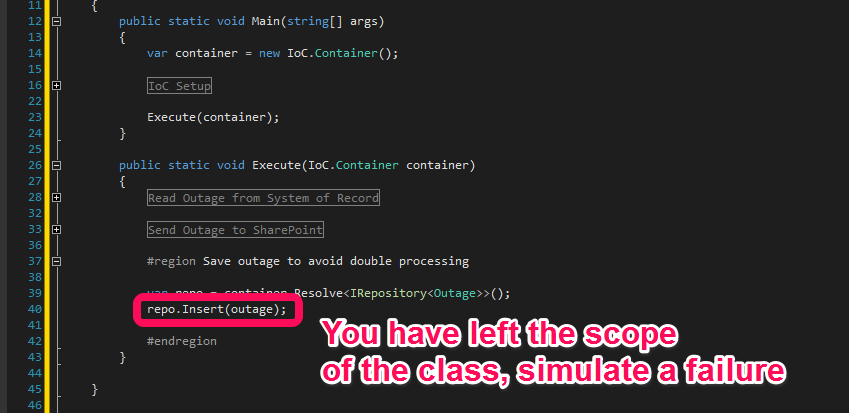 11 {
12 public static void Main(string[] args)
13 {
14 var container = new IoC.Container();
15
16 IoC Setup
22
23 Execute(container);
24 }
25
26 public static void Execute(IoC.Container container)
27 {
28 Read Outage from System of Record
32
33 Send Outage to SharePoint
36
37 #region Save outage to avoid double processing
38
39 var repo = container.Resolve<IRepository<Outage>>();
40 repo.Insert(outage);
41
42 #endregion
43 }
44
45 }
46
You have left the scope
of the class, simulate a failure